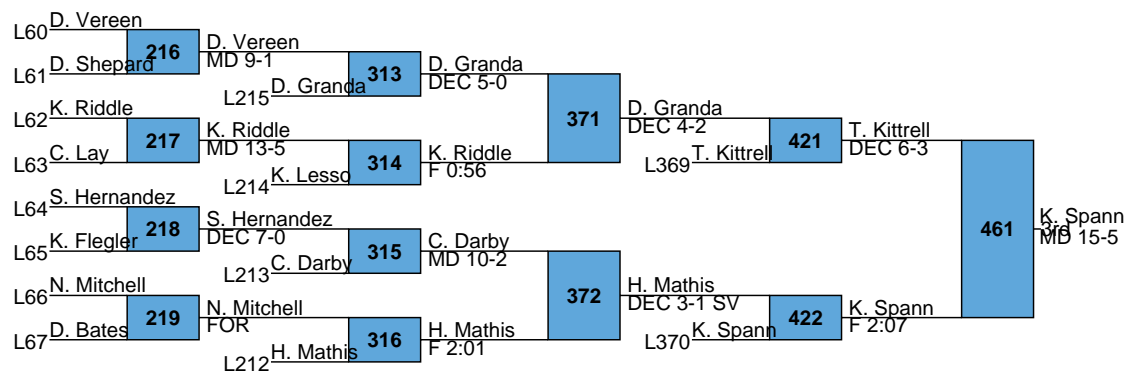 L60 D. Vereen
216
L61 D. Shepard
D. Vereen
MD 9-1
313
L215 D. Granda
D. Granda
DEC 5-0
L62 K. Riddle
217
L63 C. Lay
K. Riddle
MD 13-5
314
L214 K. Lesso
K. Riddle
F 0:56
371
D. Granda
DEC 4-2
421
L369 T. Kittrell
T. Kittrell
DEC 6-3
L64 S. Hernandez
218
L65 K. Flegler
S. Hernandez
DEC 7-0
315
L213 C. Darby
C. Darby
MD 10-2
L66 N. Mitchell
219
L67 D. Bates
N. Mitchell
FOR
316
L212 H. Mathis
H. Mathis
F 2:01
372
H. Mathis
DEC 3-1 SV
422
L370 K. Spann
K. Spann
F 2:07
461
K. Spann
3rd
MD 15-5